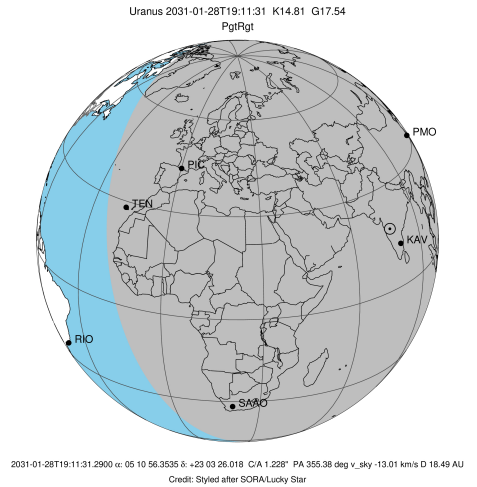 Uranus 2031-01-28T19:11:31 K14.81 G17.54
PgtRgt
PMO
PIC
TEN
KAV
RIO
SAAO
2031-01-28T19:11:31.2900 α: 05 10 56.3535 δ: +23 03 26.018 C/A 1.228" PA 355.38 deg v_sky -13.01 km/s D 18.49 AU
Credit: Styled after SORA/Lucky Star